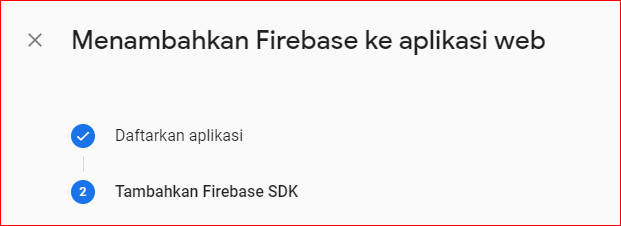 Menambahkan Firebase ke aplikasi web
Daftarkan aplikasi
2 Tambahkan Firebase SDK